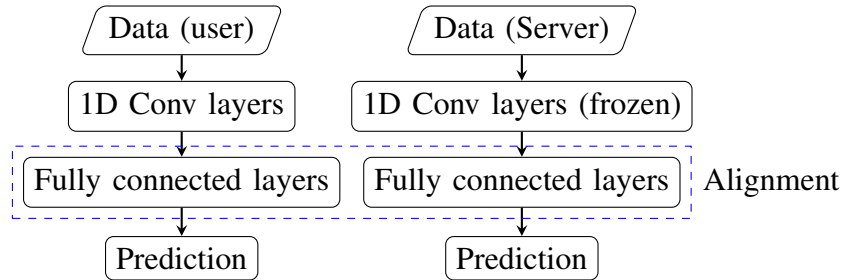 Data (user)
Data (Server)
1D Conv layers
1D Conv layers (frozen)
Fully connected layers
Fully connected layers
Alignment
Prediction
Prediction